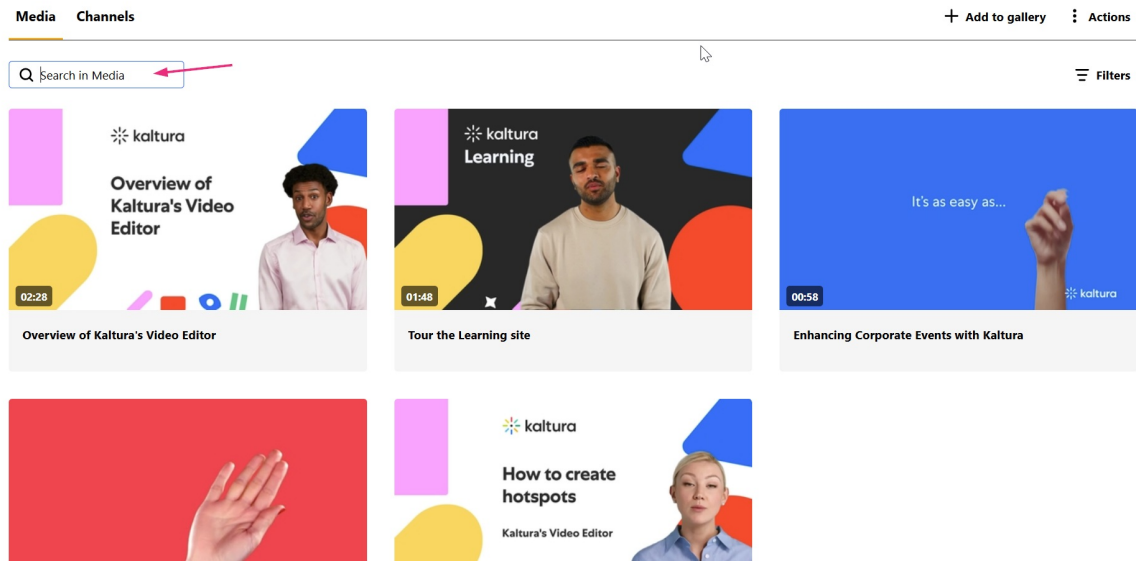 Media Channels
Add to gallery Actions
Search in Media
Filters
kaltura
Overview of
Kaltura's Video
Editor
02:28
kaltura
Learning
01:48
It's as easy as...
00:58
kaltura
Overview of Kaltura's Video Editor
Tour the Learning site
Enhancing Corporate Events with Kaltura
kaltura
How to create
hotspots
Kaltura's Video Editor